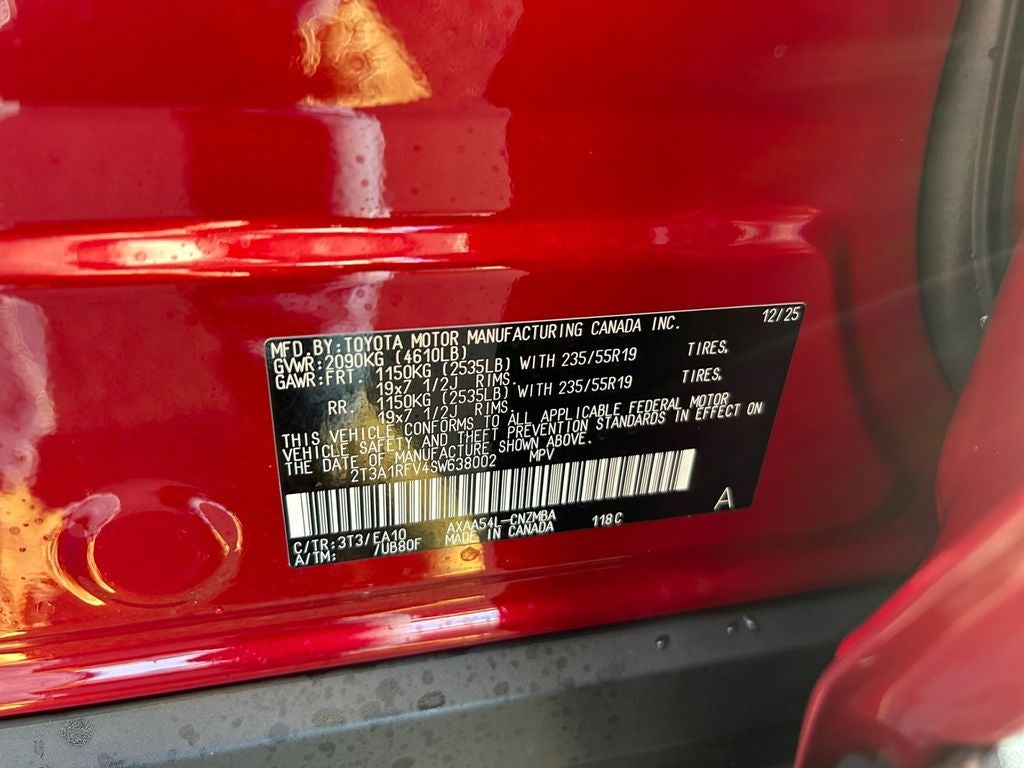 MFD.BY:TOYOTA MOTOR MANUFACTURING CANADA INC. 12/25
GVWR:2090KG (4610LB)
GAWR:FRT. 1150KG (2535LB) WITH 235/55R19 TIRES,
19x7 1/2J RIMS.
RR. 1150KG (2535LB) WITH 235/55R19 TIRES,
19x7 1/2J RIMS.
THIS VEHICLE CONFORMS TO ALL APPLICABLE FEDERAL MOTOR
VEHICLE SAFETY AND THEFT PREVENTION STANDARDS IN EFFECT ON
THE DATE OF MANUFACTURE SHOWN ABOVE.
2T3A1RFV4SW638002 MPV
A
C/TR:3T3/EA10 AXAA54L-CNZMBA 118C
A/TM: 7UB80F MADE IN CANADA